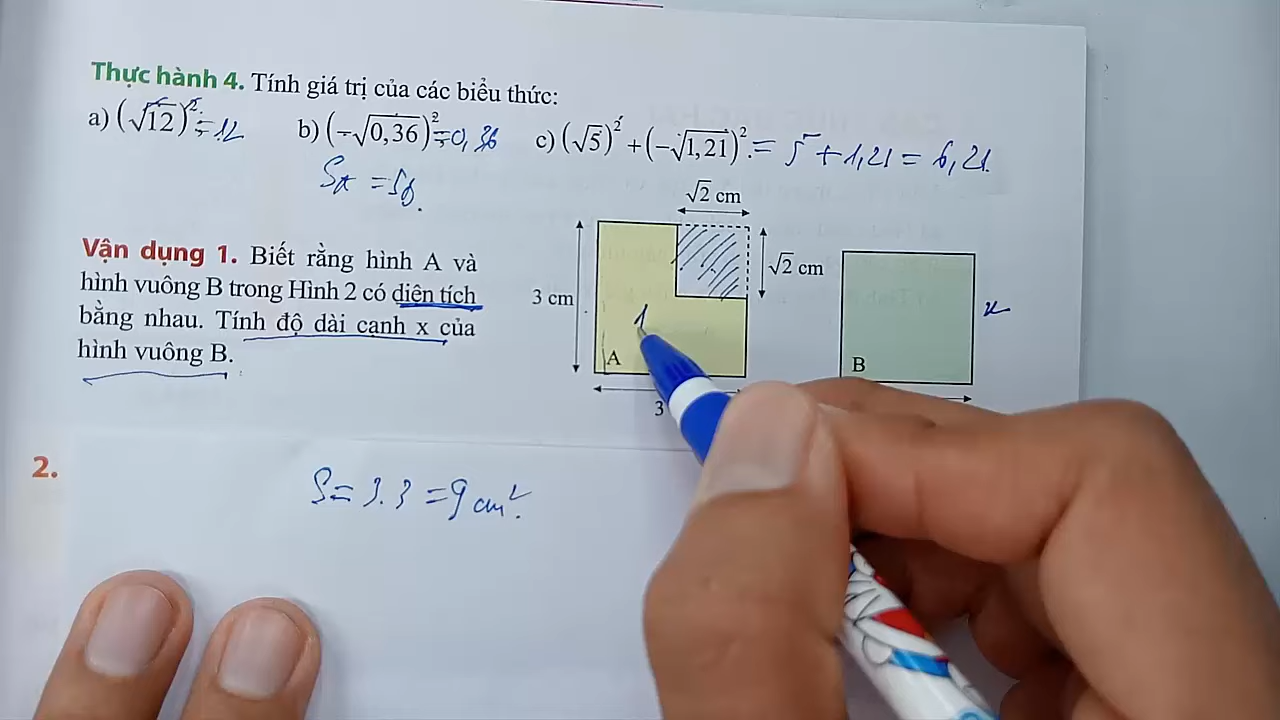 Thực hành 4. Tính giá trị của các biểu thức:
a) (√12)² = 12 b) (−√0,36)² = 0,36 c) (√5)² + (−√1,21)² = 5 + 1,21 = 6,21.
√2 cm
Vận dụng 1. Biết rằng hình A và
hình vuông B trong Hình 2 có diện tích
bằng nhau. Tính độ dài cạnh x của
hình vuông B.
√2 cm
3 cm
x
1
A
B
3
2.
S = 3.3 = 9 cm².